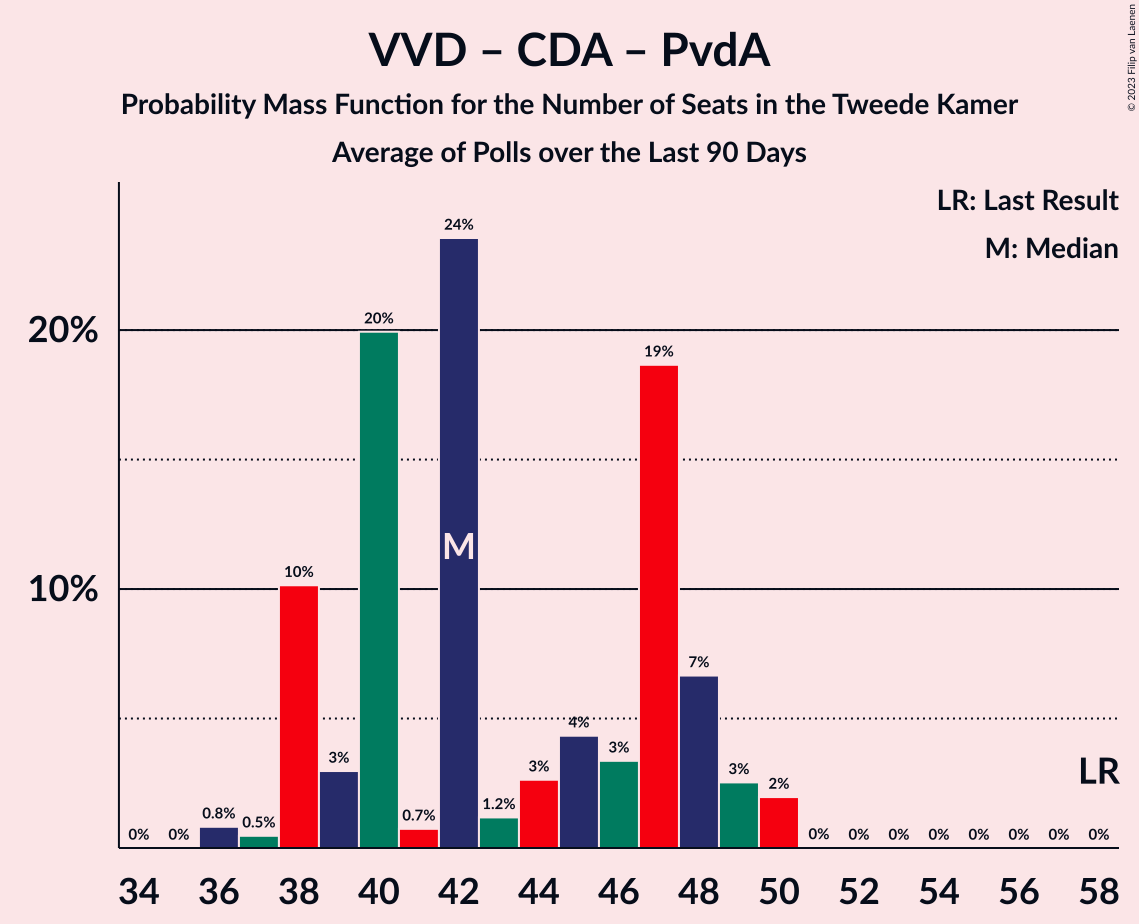 VVD – CDA – PvdA
Probability Mass Function for the Number of Seats in the Tweede Kamer
Average of Polls over the Last 90 Days
© 2023 Filip van Laenen
LR: Last Result
M: Median
24%
20%
20%
19%
10%
10%
7%
4%
3%
3%
3%
3%
2%
1.2%
0.8%
0.5%
0.7%
0% 0% 0% 0% 0% 0% 0% 0% 0% 0%
M
LR
34 36 38 40 42 44 46 48 50 52 54 56 58